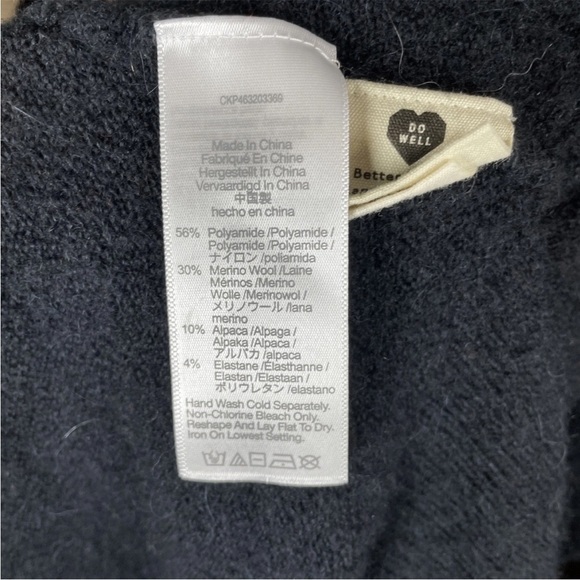 CKP463203369
Made In China
Fabriqué En Chine
Hergestellt In China
Vervaardigd In China
中国製
hecho en china
56% Polyamide /Polyamide /
Polyamide /Polyamide /
ナイロン /poliamida
30% Merino Wool /Laine
Mérinos /Merino
Wolle /Merinowol /
メリノウール /lana
merino
10% Alpaca /Alpaga /
Alpaka /Alpaca /
アルパカ /alpaca
4% Elastane /Élasthanne /
Elastan /Elastaan /
ポリウレタン /elastano
Hand Wash Cold Separately.
Non-Chlorine Bleach Only.
Reshape And Lay Flat To Dry.
Iron On Lowest Setting.
DO
WELL
Better